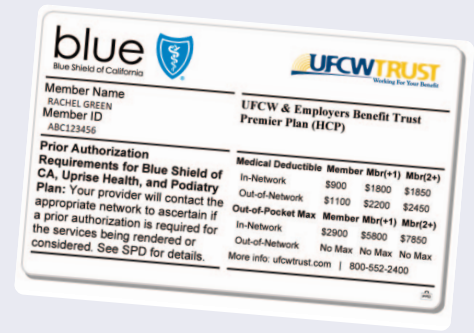 blue
Blue Shield of California
UFCWTRUST
Working For Your Benefit
Member Name
RACHEL GREEN
Member ID
ABC123456
UFCW & Employers Benefit Trust
Premier Plan (HCP)
Prior Authorization
Requirements for Blue Shield of
CA, Uprise Health, and Podiatry
Plan: Your provider will contact the
appropriate network to ascertain if
a prior authorization is required for
the services being rendered or
considered. See SPD for details.
Medical Deductible Member Mbr(+1) Mbr(2+)
In-Network $900 $1800 $1850
Out-of-Network $1100 $2200 $2450
Out-of-Pocket Max Member Mbr(+1) Mbr(2+)
In-Network $2900 $5800 $7850
Out-of-Network No Max No Max No Max
More info: ufcwtrust.com | 800-552-2400